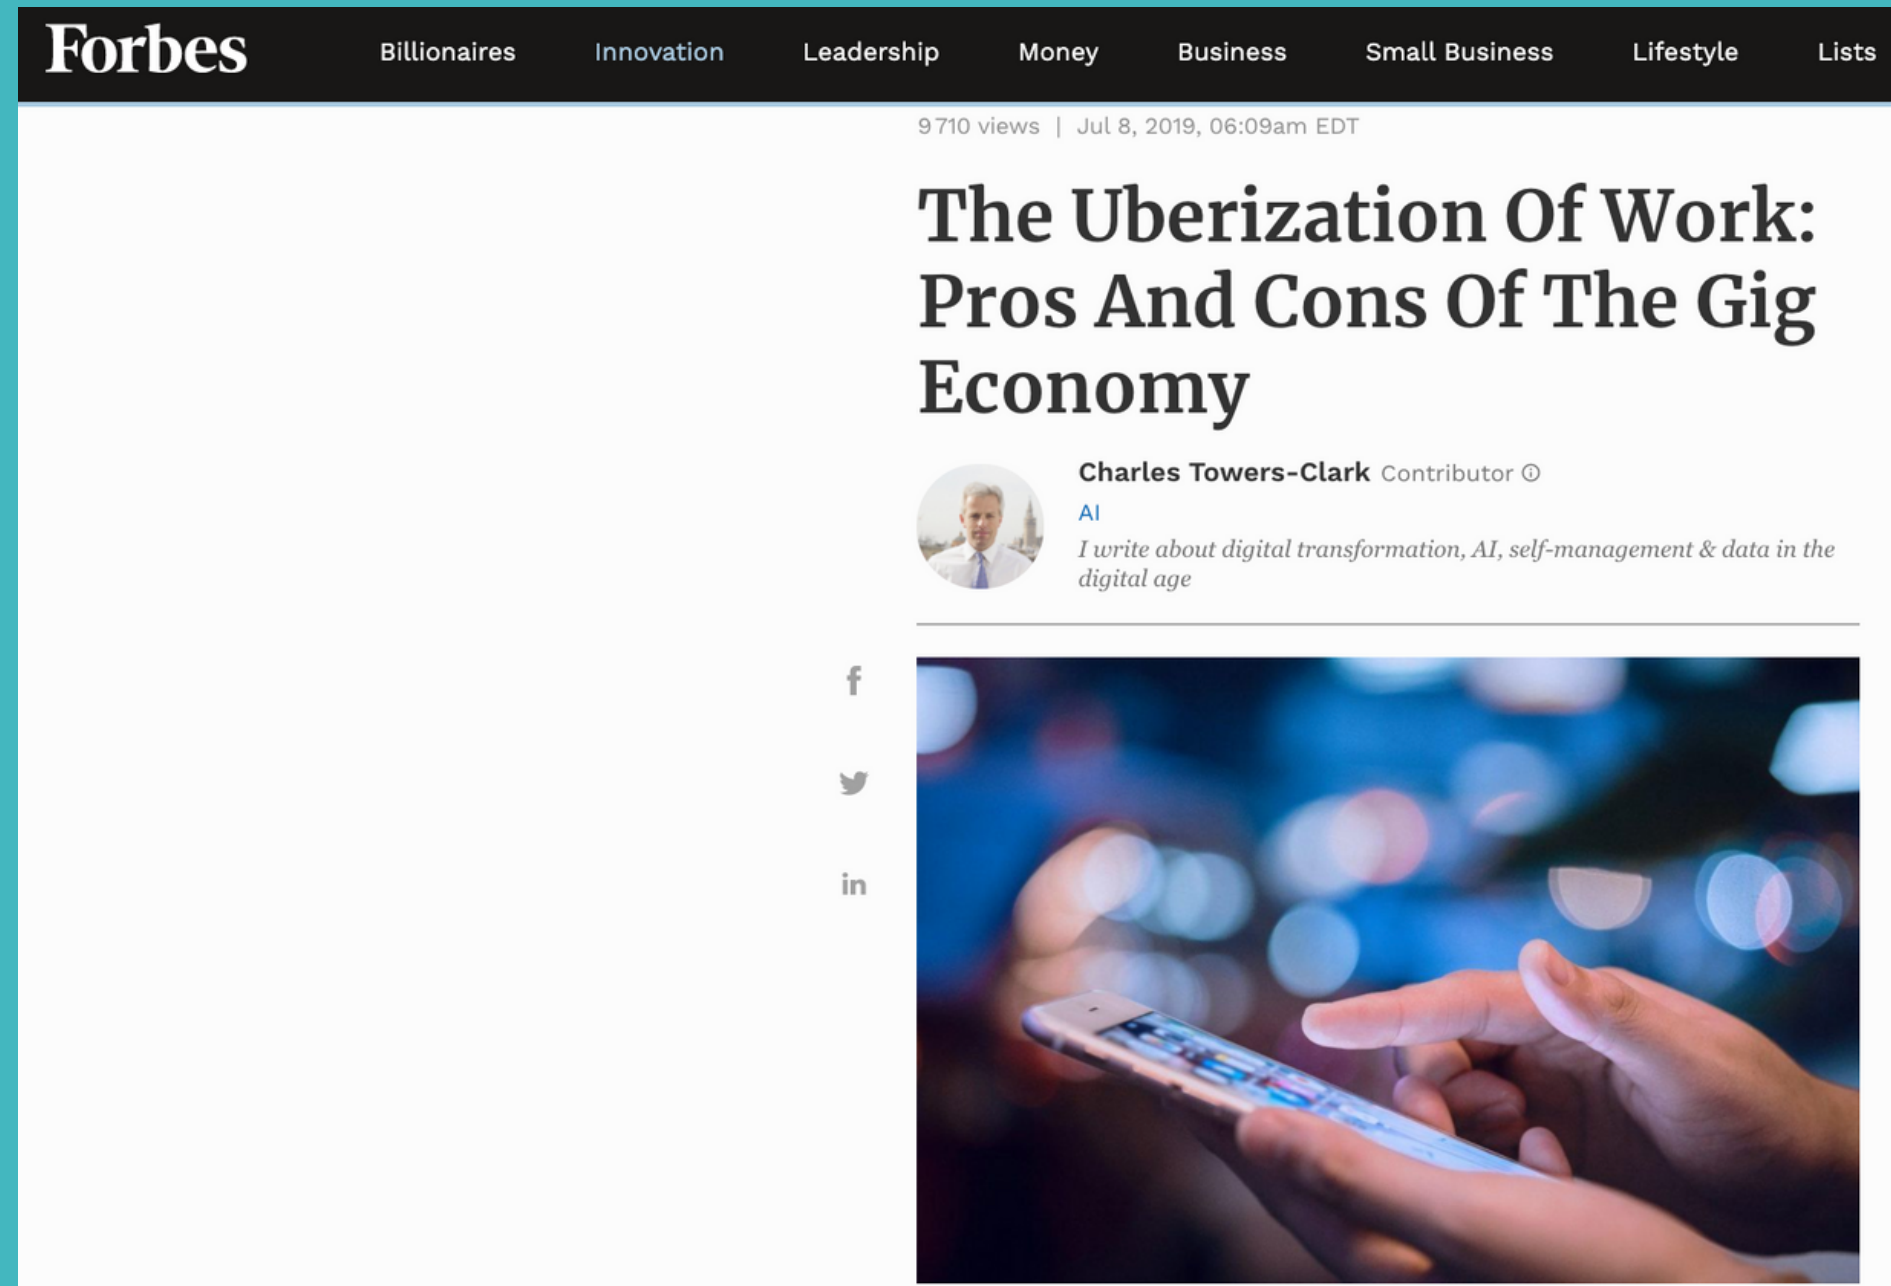 Forbes
Billionaires Innovation Leadership Money Business Small Business Lifestyle Lists
9710 views | Jul 8, 2019, 06:09am EDT
The Uberization Of Work:
Pros And Cons Of The Gig
Economy
Charles Towers-Clark Contributor
AI
I write about digital transformation, AI, self-management & data in the
digital age
f
in